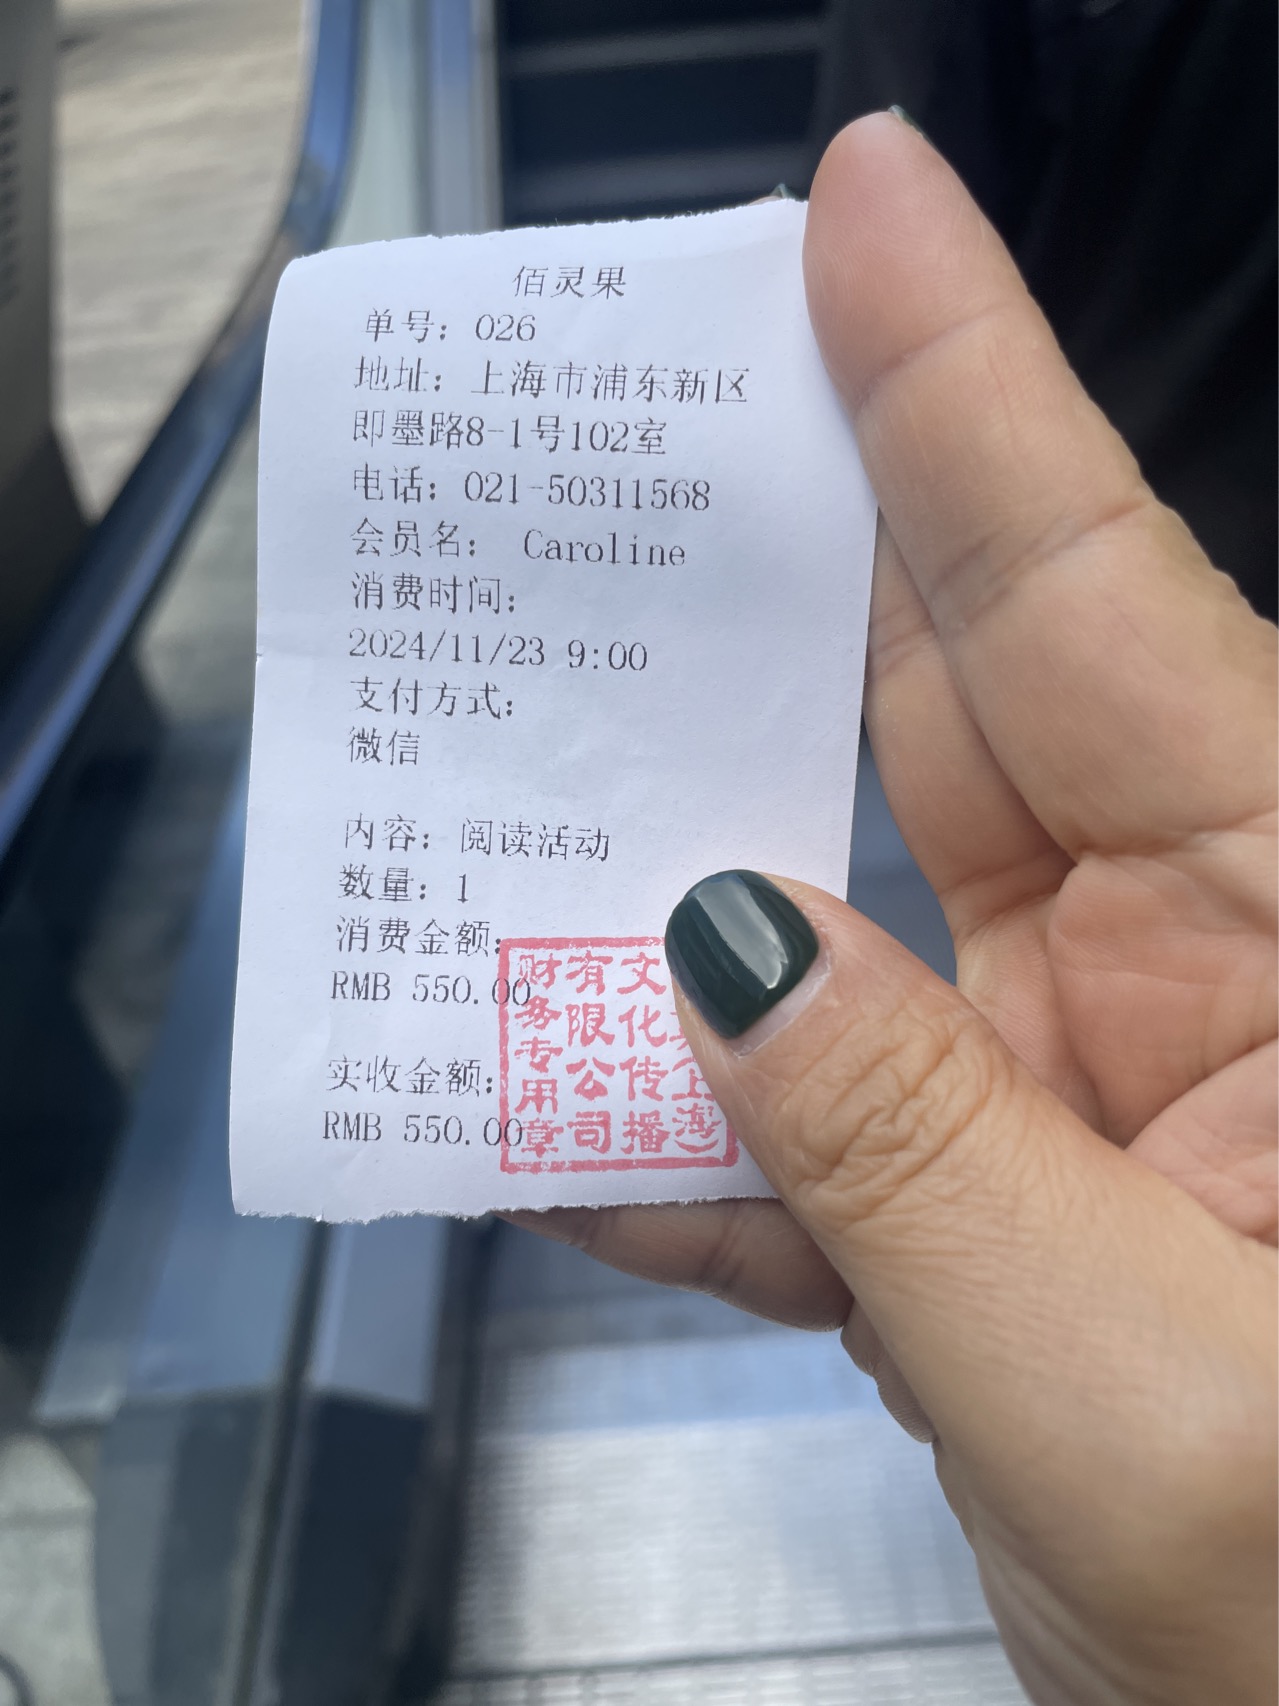 佰灵果
单号：026
地址：上海市浦东新区
即墨路8-1号102室
电话：021-50311568
会员名： Caroline
消费时间：
2024/11/23 9:00
支付方式：
微信
内容：阅读活动
数量：1
消费金额：
RMB 550.00
实收金额：
RMB 550.00
（上海）
文化传播
有限公司
财务专用章